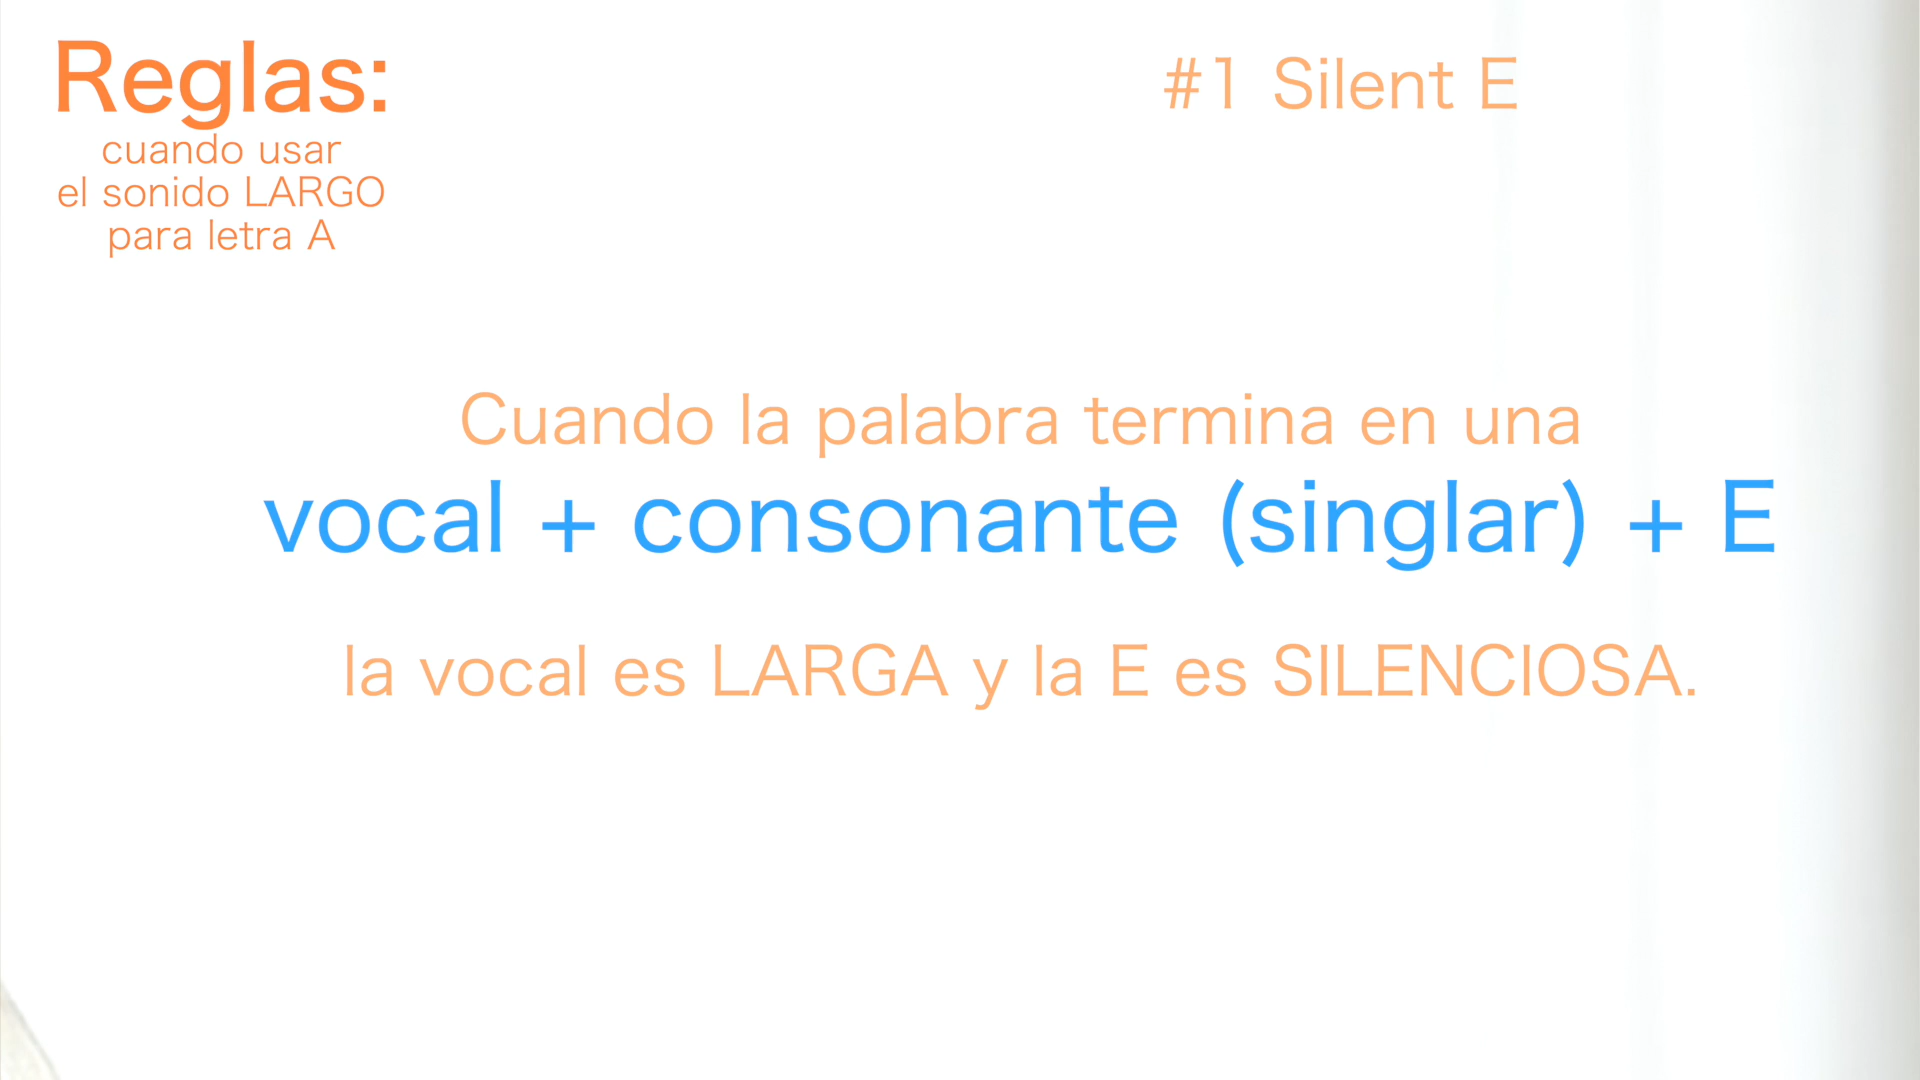 Reglas:
cuando usar
el sonido LARGO
para letra A
#1 Silent E
Cuando la palabra termina en una
vocal + consonante (singlar) + E
la vocal es LARGA y la E es SILENCIOSA.